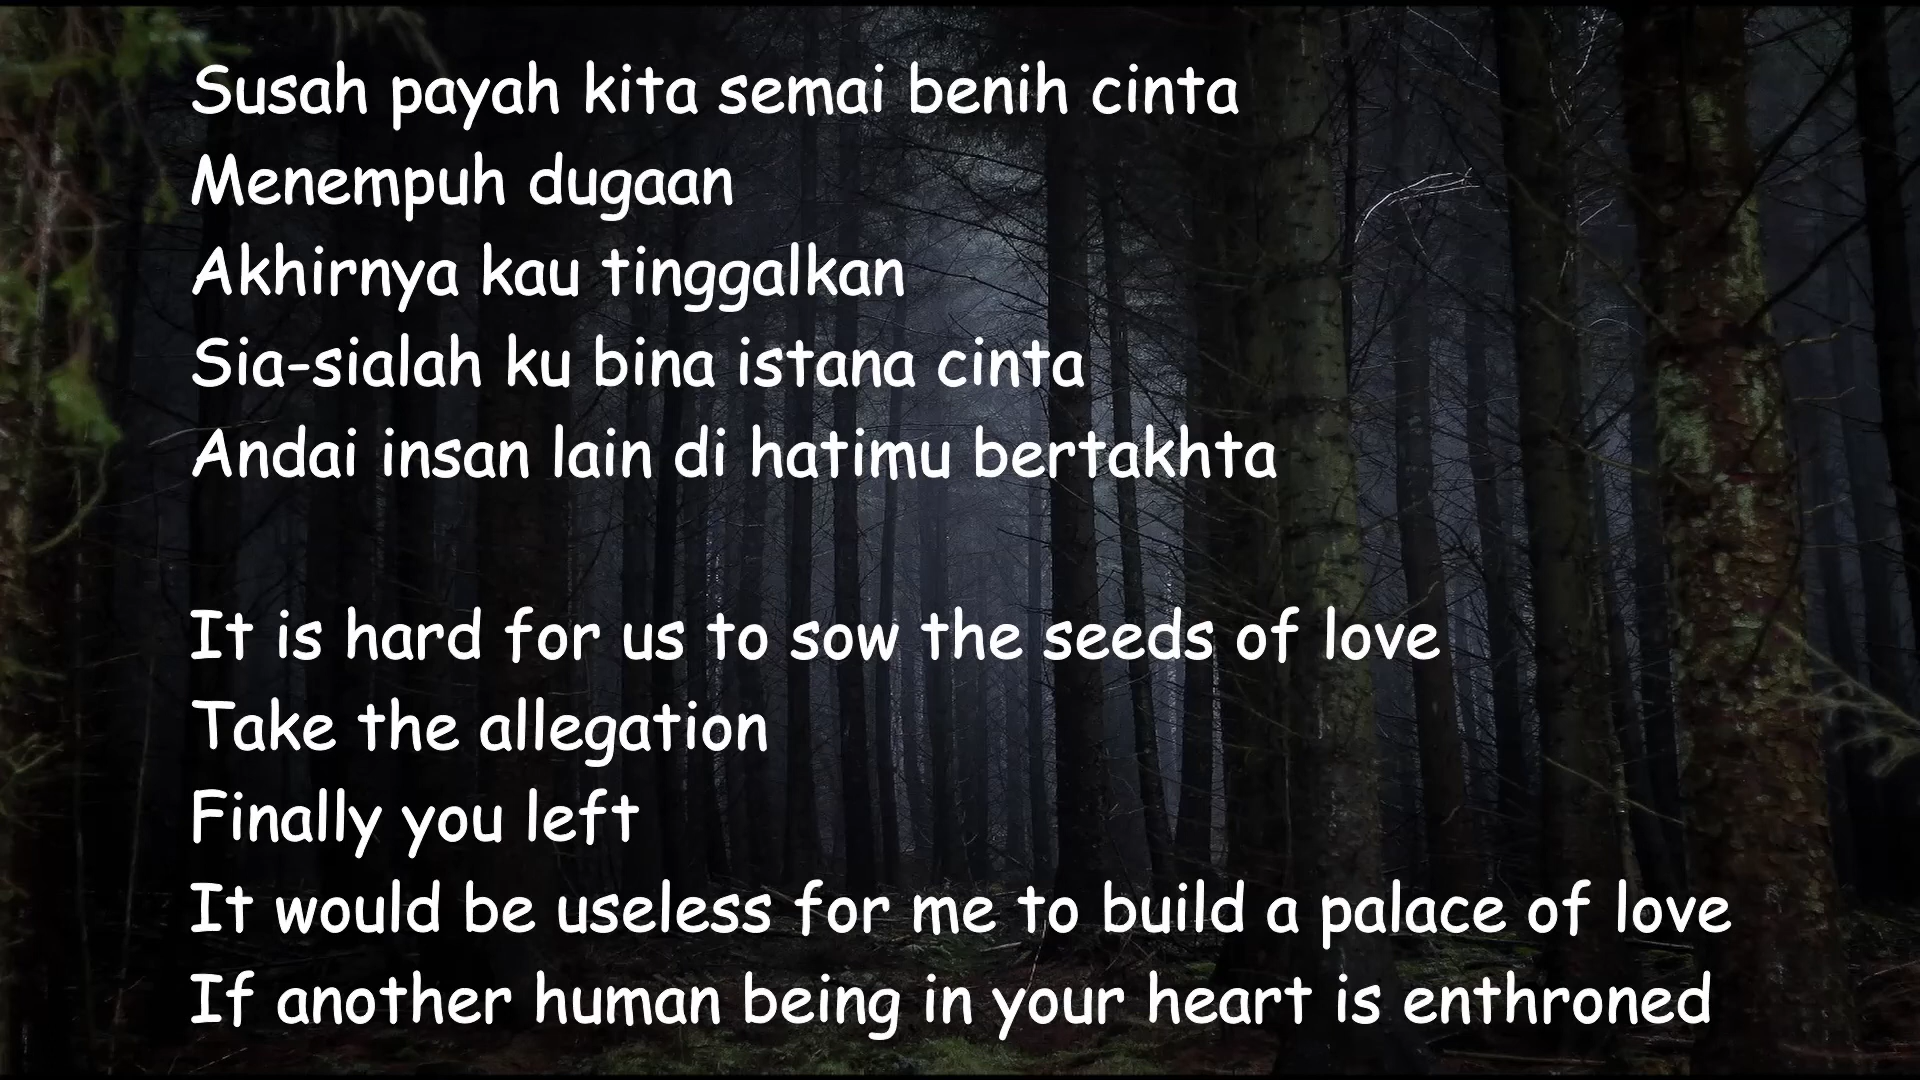 Susah payah kita semai benih cinta
Menempuh dugaan
Akhirnya kau tinggalkan
Sia-sialah ku bina istana cinta
Andai insan lain di hatimu bertakhta
It is hard for us to sow the seeds of love
Take the allegation
Finally you left
It would be useless for me to build a palace of love
If another human being in your heart is enthroned